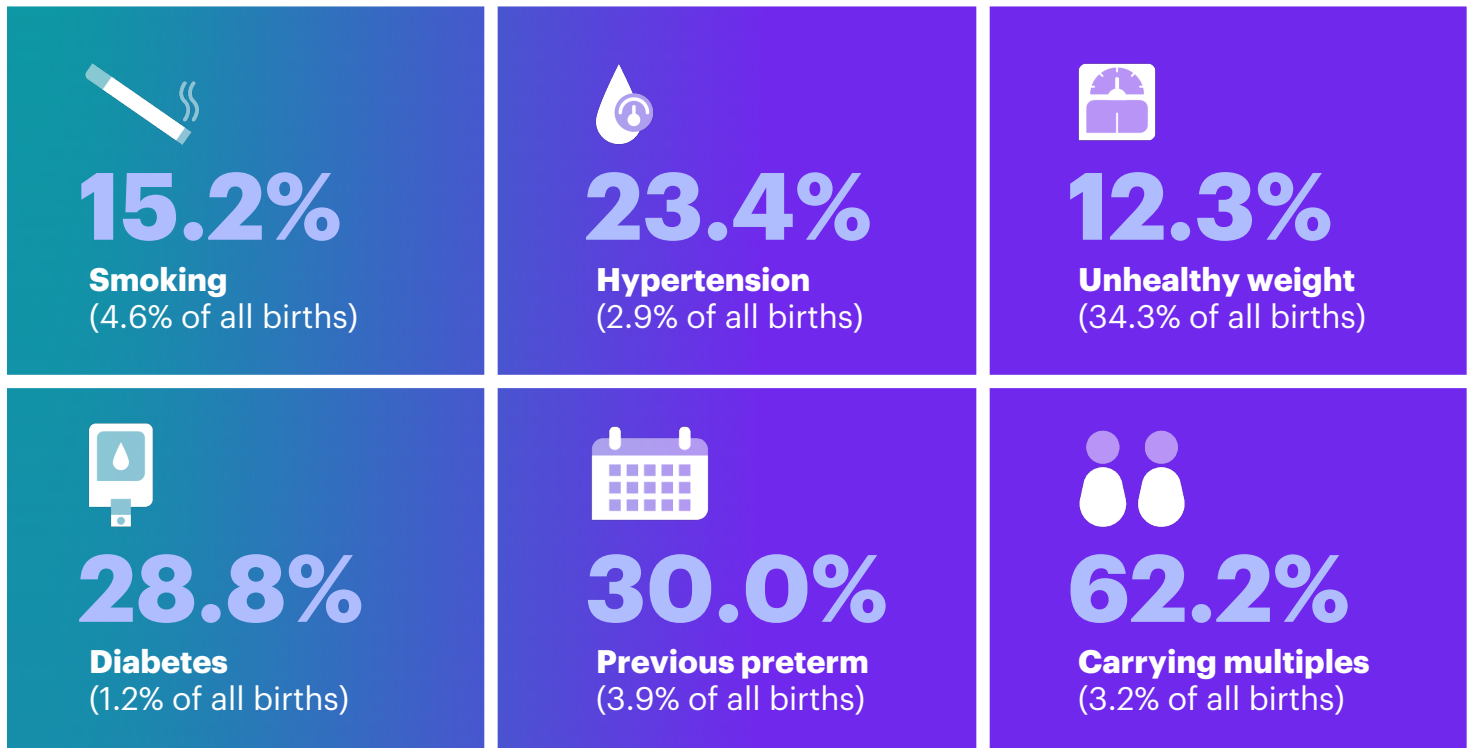 15.2%
Smoking
(4.6% of all births)
23.4%
Hypertension
(2.9% of all births)
12.3%
Unhealthy weight
(34.3% of all births)
28.8%
Diabetes
(1.2% of all births)
30.0%
Previous preterm
(3.9% of all births)
62.2%
Carrying multiples
(3.2% of all births)